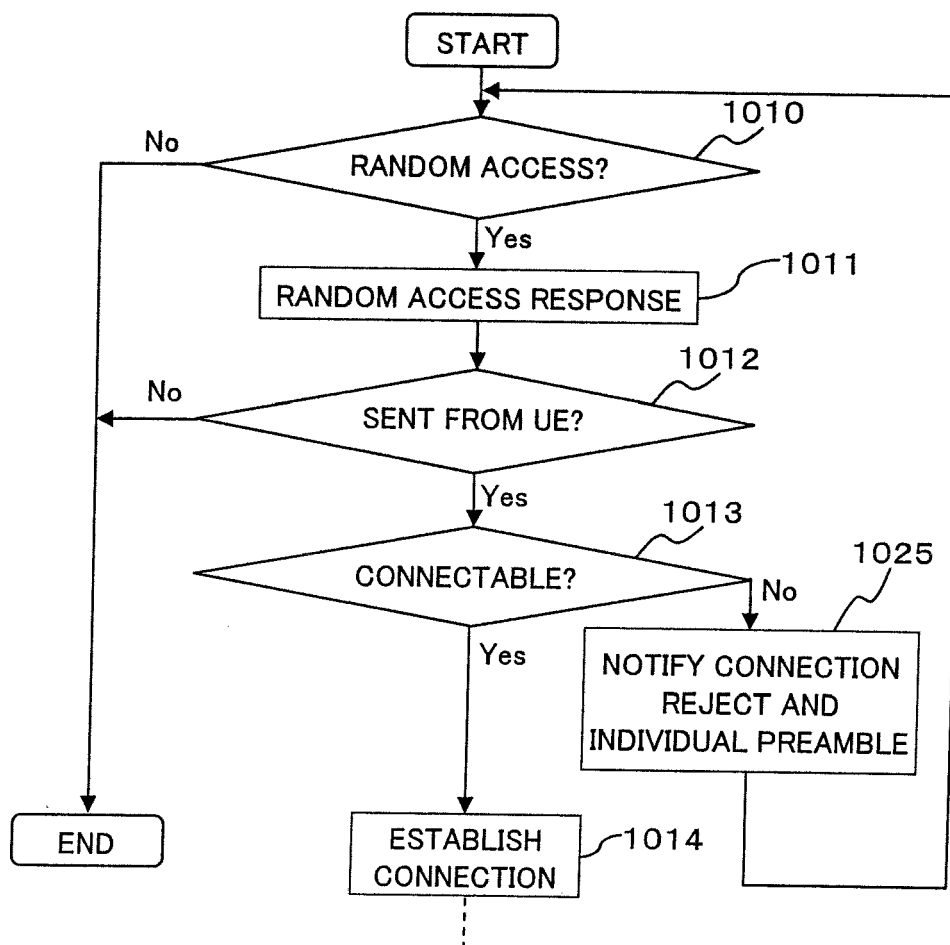 START
1010
No
RANDOM ACCESS?
Yes
1011
RANDOM ACCESS RESPONSE
1012
No
SENT FROM UE?
Yes
1013
CONNECTABLE?
1025
No
Yes
NOTIFY CONNECTION
REJECT AND
INDIVIDUAL PREAMBLE
END
ESTABLISH
CONNECTION
1014